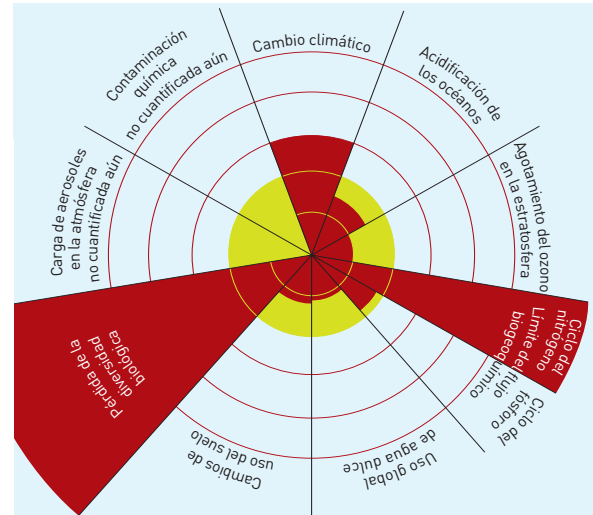 Cambio climático
Acidificación de
los océanos
Agotamiento del ozono
en la estratosfera
Ciclo del
nitrógeno
Límite del flujo
biogeoquímico
Ciclo del
fósforo
Uso global
de agua dulce
Cambios de
uso del suelo
Pérdida de la
diversidad
biológica
Carga de aerosoles
en la atmósfera
no cuantificada aún
Contaminación
química
no cuantificada aún